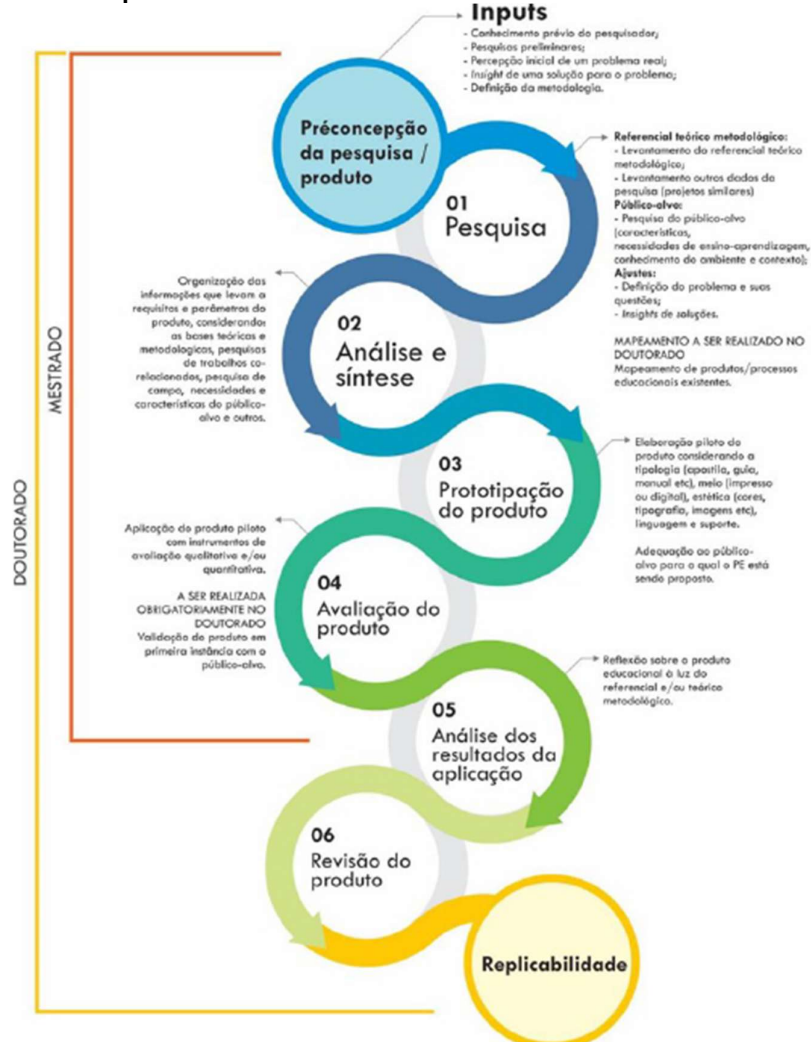 Inputs
- Conhecimento prévio do pesquisador;
- Pesquisas preliminares;
- Percepção inicial de um problema real;
- Insight de uma solução para o problema;
- Definição da metodologia.
Préconcepção
da pesquisa /
produto
01
Pesquisa
Referencial teórico metodológico:
- Levantamento do referencial teórico
metodológico;
- Levantamento outros dados da
pesquisa (projetos similares)
Público-alvo:
- Pesquisa do público-alvo
(características,
necessidades de ensino-aprendizagem,
conhecimento do ambiente e contexto);
Ajustes:
- Definição do problema e suas
questões;
- Insights de soluções.
MAPEAMENTO A SER REALIZADO NO
DOUTORADO
Mapeamento de produtos/processos
educacionais existentes.
Organização das
informações que levam a
requisitos e parâmetros do
produto, considerando:
as bases teóricas e
metodologicas, pesquisas
de trabalhos co-
relacionados, pesquisa de
campo, necessidades e
características do público-
alvo e outros.
02
Análise e
síntese
MESTRADO
DOUTORADO
03
Prototipação
do produto
Elaboração piloto do
produto considerando a
tipologia (apostila, guia,
manual etc), meio (impresso
ou digital), estética (cores,
tipografia, imagens etc),
linguagem e suporte.
Adequação ao público-
alvo para o qual o PE está
sendo proposto.
Aplicação do produto piloto
com instrumentos de
avaliação qualitativa e/ou
quantitativa.
A SER REALIZADA
OBRIGATORIAMENTE NO
DOUTORADO
Validação do produto em
primeira instância com o
público-alvo.
04
Avaliação do
produto
05
Análise dos
resultados da
aplicação
Reflexão sobre o produto
educacional à luz do
referencial e/ou teórico
metodológico.
06
Revisão do
produto
Replicabilidade